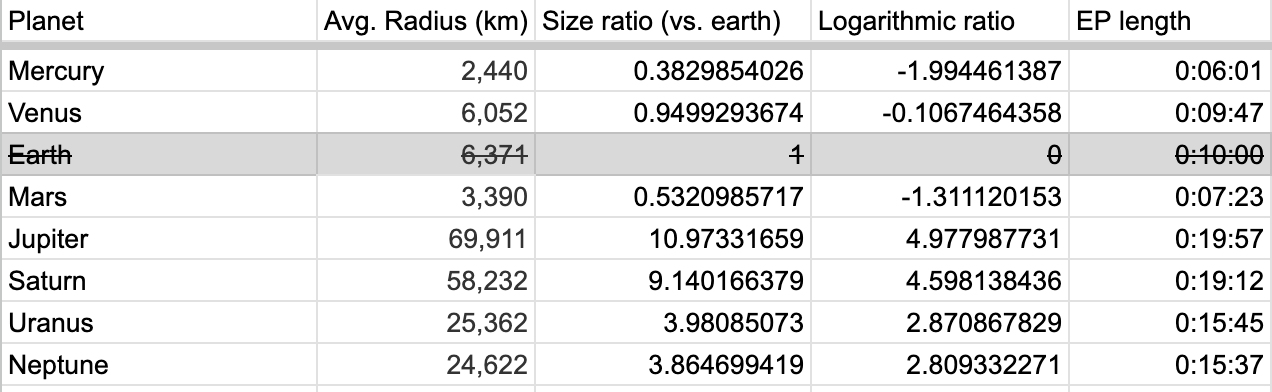 Planet Avg. Radius (km) Size ratio (vs. earth) Logarithmic ratio EP length
Mercury 2,440 0.3829854026 -1.994461387 0:06:01
Venus 6,052 0.9499293674 -0.1067464358 0:09:47
Earth 6,371 1 0 0:10:00
Mars 3,390 0.5320985717 -1.311120153 0:07:23
Jupiter 69,911 10.97331659 4.977987731 0:19:57
Saturn 58,232 9.140166379 4.598138436 0:19:12
Uranus 25,362 3.98085073 2.870867829 0:15:45
Neptune 24,622 3.864699419 2.809332271 0:15:37